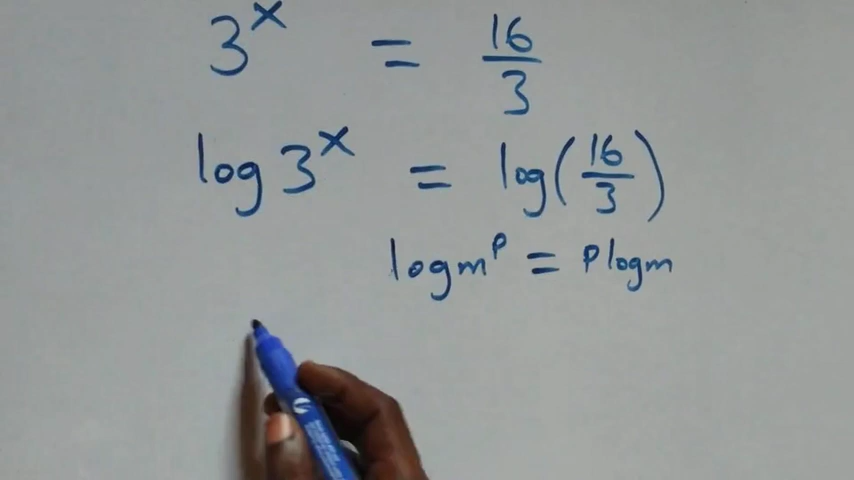 3^x = 16/3
log 3^x = log(16/3)
log m^p = p log m